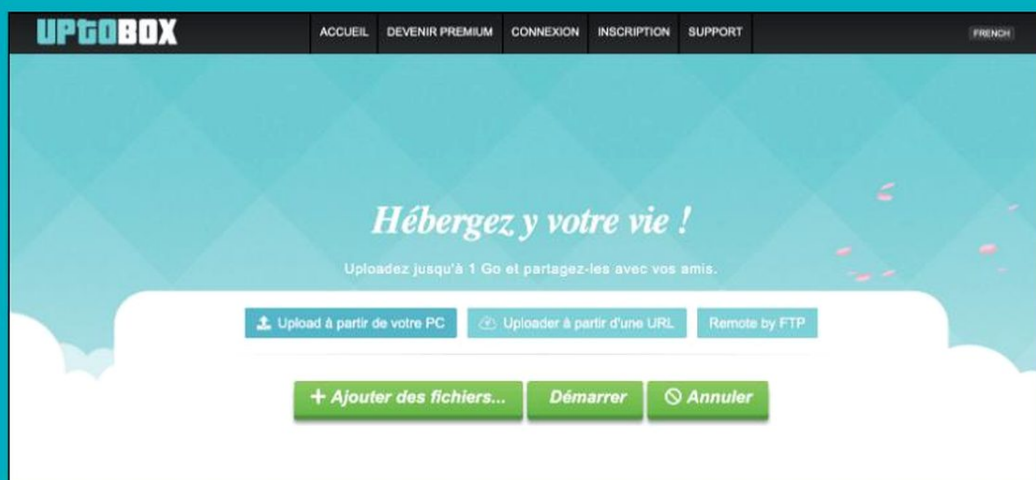 UPtoBOX
ACCUEIL DEVENIR PREMIUM CONNEXION INSCRIPTION SUPPORT FRENCH
Hébergez y votre vie !
Uploadez jusqu'à 1 Go et partagez-les avec vos amis.
Upload à partir de votre PC Uploader à partir d'une URL Remote by FTP
+ Ajouter des fichiers... Démarrer Annuler